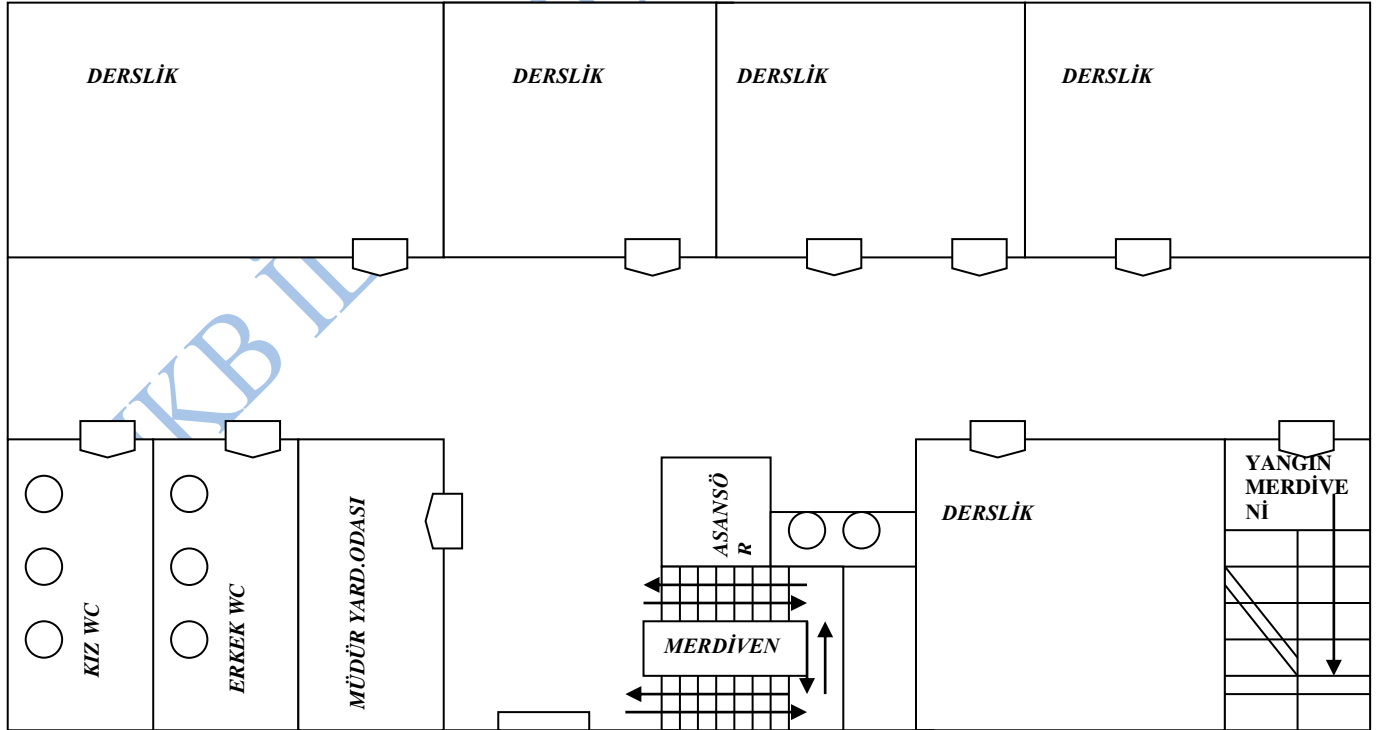 DERSLİK
DERSLİK
DERSLİK
DERSLİK
KB İL
KIZ WC
ERKEK WC
MÜDÜR YARD.ODASI
ASANSÖ
R
MERDİVEN
DERSLİK
YANGIN
MERDİVE
Nİ